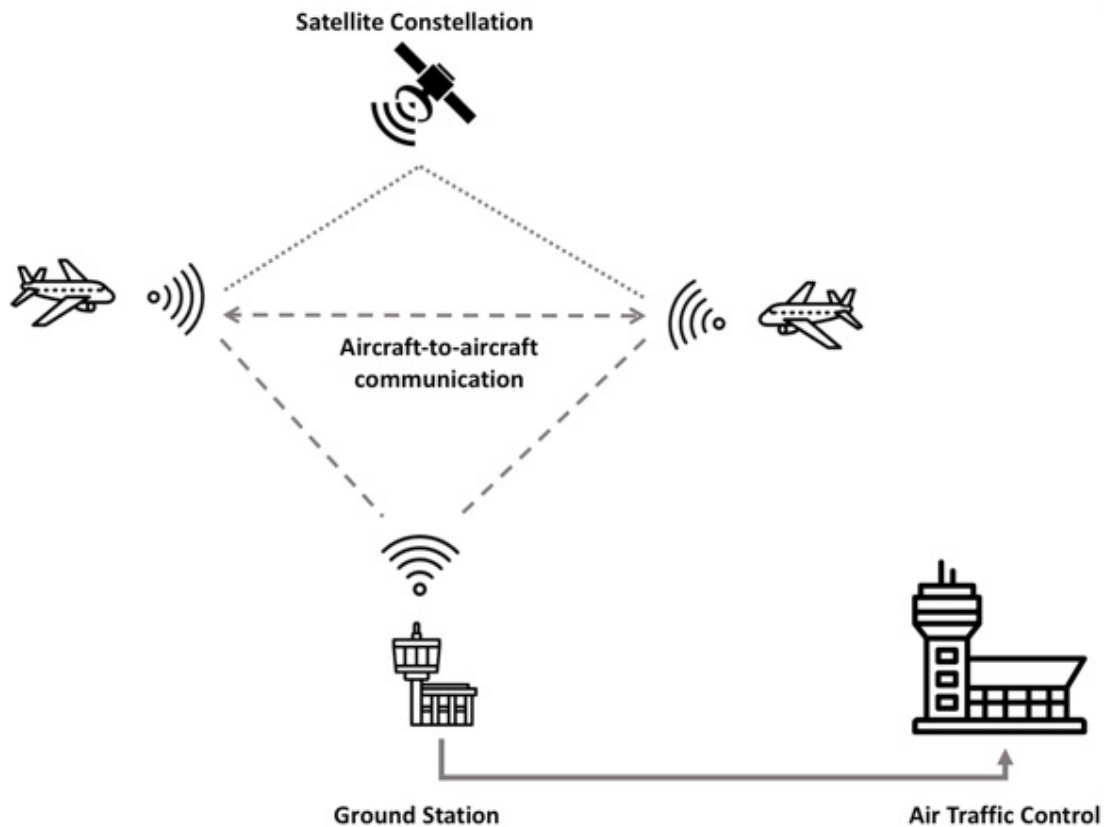 Satellite Constellation
Aircraft-to-aircraft
communication
Ground Station
Air Traffic Control